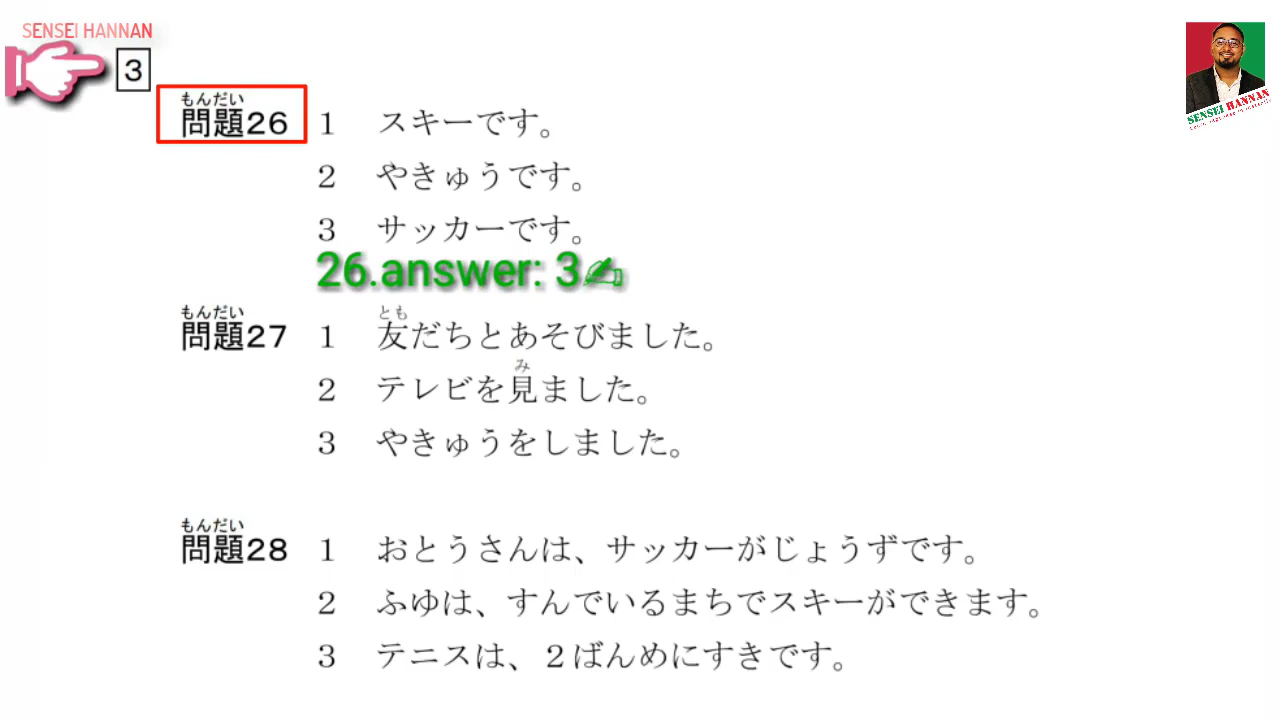 SENSEI HANNAN
3
もんだい
問題26 1 スキーです。
2 やきゅうです。
3 サッカーです。
26.answer: 3✍
もんだい とも
問題27 1 友だちとあそびました。
み
2 テレビを見ました。
3 やきゅうをしました。
もんだい
問題28 1 おとうさんは、サッカーがじょうずです。
2 ふゆは、すんでいるまちでスキーができます。
3 テニスは、2ばんめにすきです。
SENSEI HANNAN